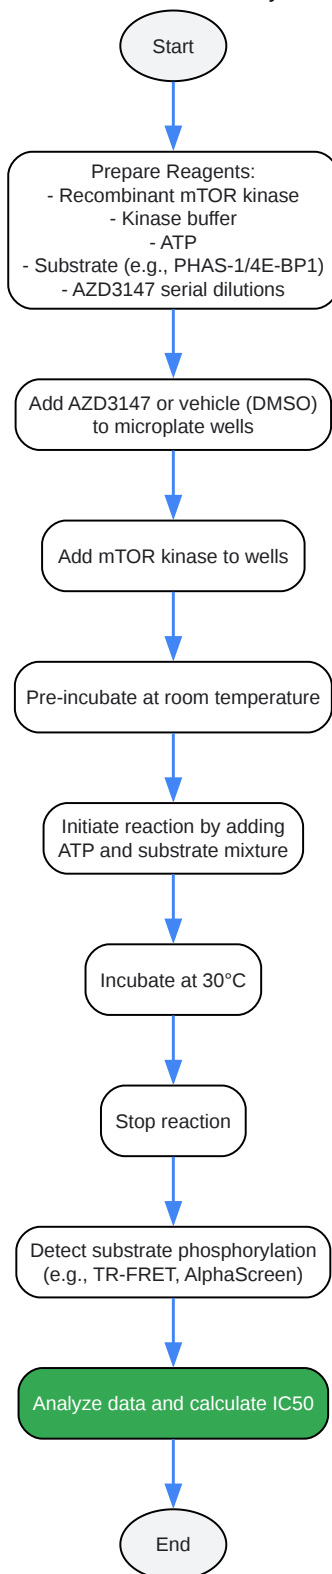 Start
Prepare Reagents:
- Recombinant mTOR kinase
- Kinase buffer
- ATP
- Substrate (e.g., PHAS-1/4E-BP1)
- AZD3147 serial dilutions
Add AZD3147 or vehicle (DMSO)
to microplate wells
Add mTOR kinase to wells
Pre-incubate at room temperature
Initiate reaction by adding
ATP and substrate mixture
Incubate at 30°C
Stop reaction
Detect substrate phosphorylation
(e.g., TR-FRET, AlphaScreen)
Analyze data and calculate IC50
End